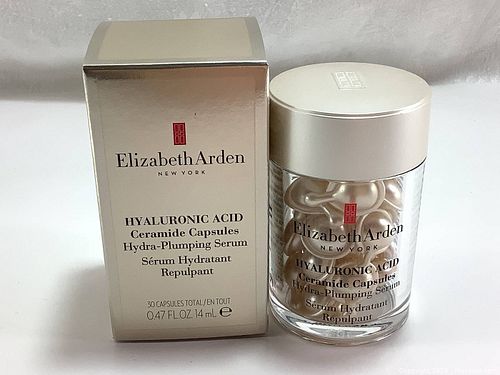 Elizabeth Arden
NEW YORK
HYALURONIC ACID
Ceramide Capsules
Hydra-Plumping Serum
Sérum Hydratant
Repulpant
30 CAPSULES TOTAL/EN TOUT
0.47 FL.OZ. 14 mL ℮
Elizabeth Arden
NEW YORK
HYALURONIC ACID
Ceramide Capsules
Hydra-Plumping Serum
Sérum Hydratant
Repulpant